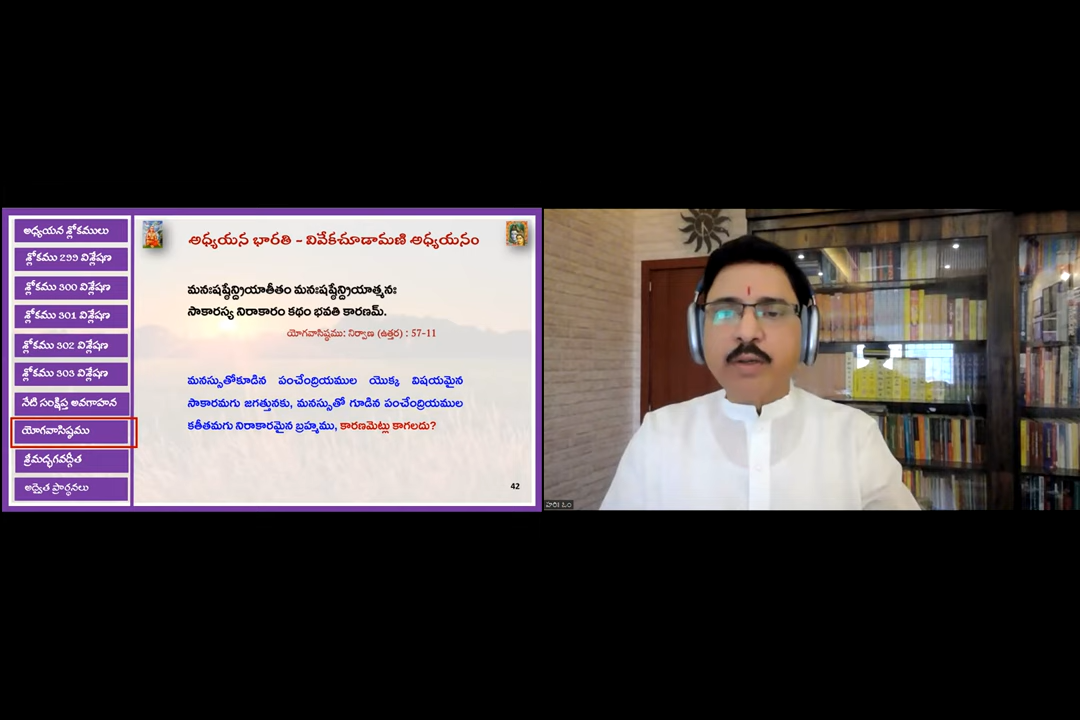 అధ్యయన శ్లోకములు
శ్లోకము 299 విశ్లేషణ
శ్లోకము 300 విశ్లేషణ
శ్లోకము 301 విశ్లేషణ
శ్లోకము 302 విశ్లేషణ
శ్లోకము 303 విశ్లేషణ
నేటి సంక్షిప్త అవగాహన
యోగవాసిష్ఠము
శ్రీమద్భగవద్గీత
అద్వైత ప్రార్థనలు
అధ్యయన భారతి – వివేకచూడామణి అధ్యయనం
మనఃషష్ఠేన్ద్రియాతీతం మనఃషష్ఠేన్ద్రియాత్మనః
సాకారస్య నిరాకారం కథం భవతి కారణమ్.
యోగవాసిష్ఠము: నిర్వాణ (ఉత్తర) : 57-11
మనస్సుతోకూడిన పంచేంద్రియముల యొక్క విషయమైన
సాకారమగు జగత్తునకు, మనస్సుతో గూడిన పంచేంద్రియముల
కతీతమగు నిరాకారమైన బ్రహ్మము, కారణమెట్లు కాగలదు?
42
హరిః ఓం